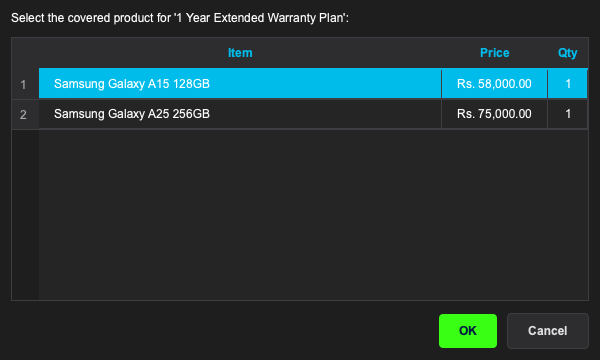 Select the covered product for '1 Year Extended Warranty Plan':
Item Price Qty
1 Samsung Galaxy A15 128GB Rs. 58,000.00 1
2 Samsung Galaxy A25 256GB Rs. 75,000.00 1
OK Cancel